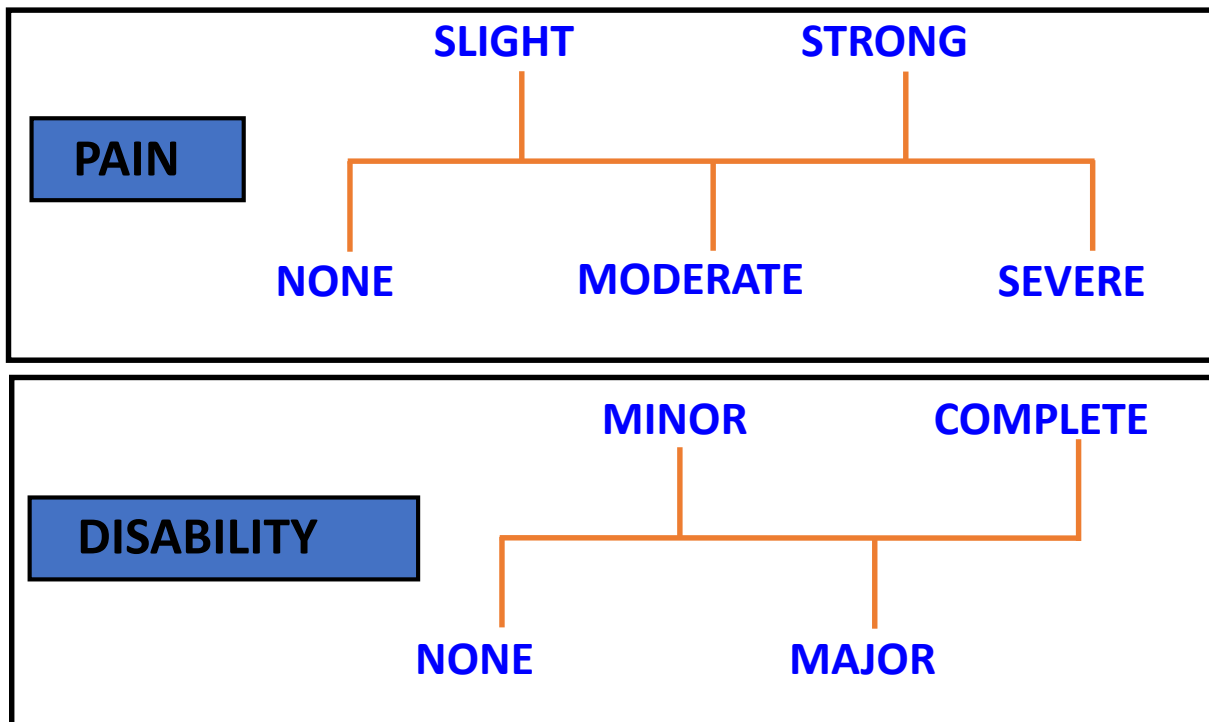 SLIGHT STRONG
PAIN
NONE MODERATE SEVERE
MINOR COMPLETE
DISABILITY
NONE MAJOR